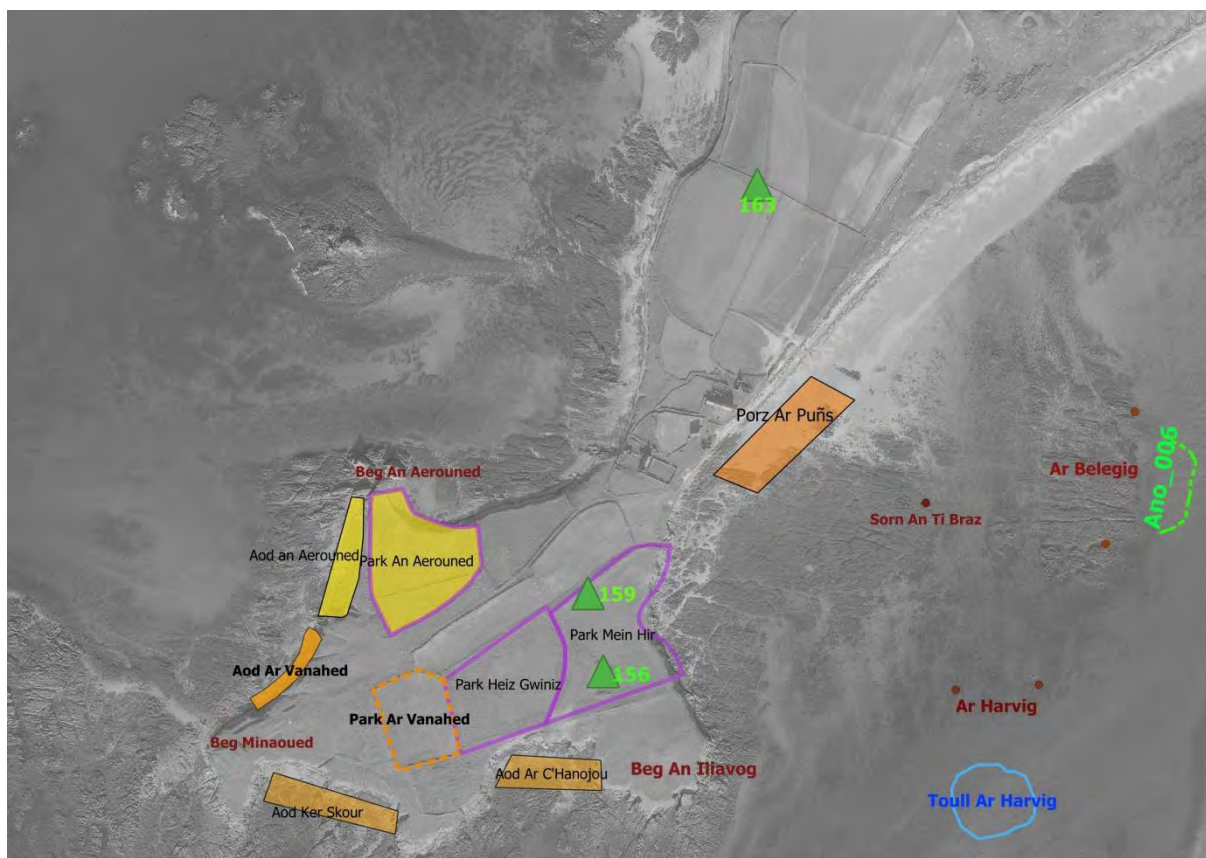 163
Porz Ar Puñs
Beg An Aerouned
Ar Belegig
Ano_006
Sorn An Ti Braz
Aod an Aerouned
Park An Aerouned
159
Park Mein Hir
Aod Ar Vanahed
156
Park Heiz Gwiniz
Park Ar Vanahed
Ar Harvig
Beg Minaoued
Aod Ar C'Hanojou
Beg An Iliavog
Toull Ar Harvig
Aod Ker Skour